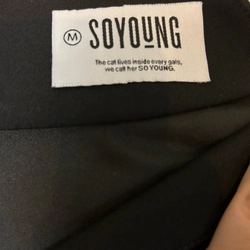 M SOYOUNG
The cat lives inside every gals,
we call her SO YOUNG.